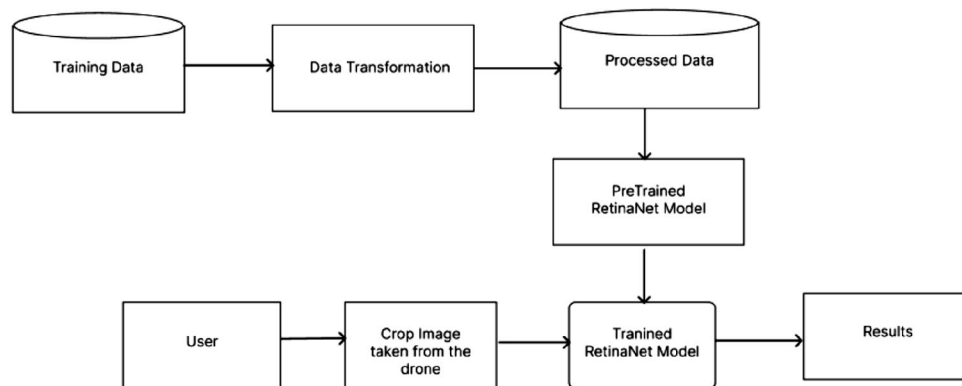 Training Data
Data Transformation
Processed Data
PreTrained
RetinaNet Model
User
Crop Image
taken from the
drone
Tranined
RetinaNet Model
Results